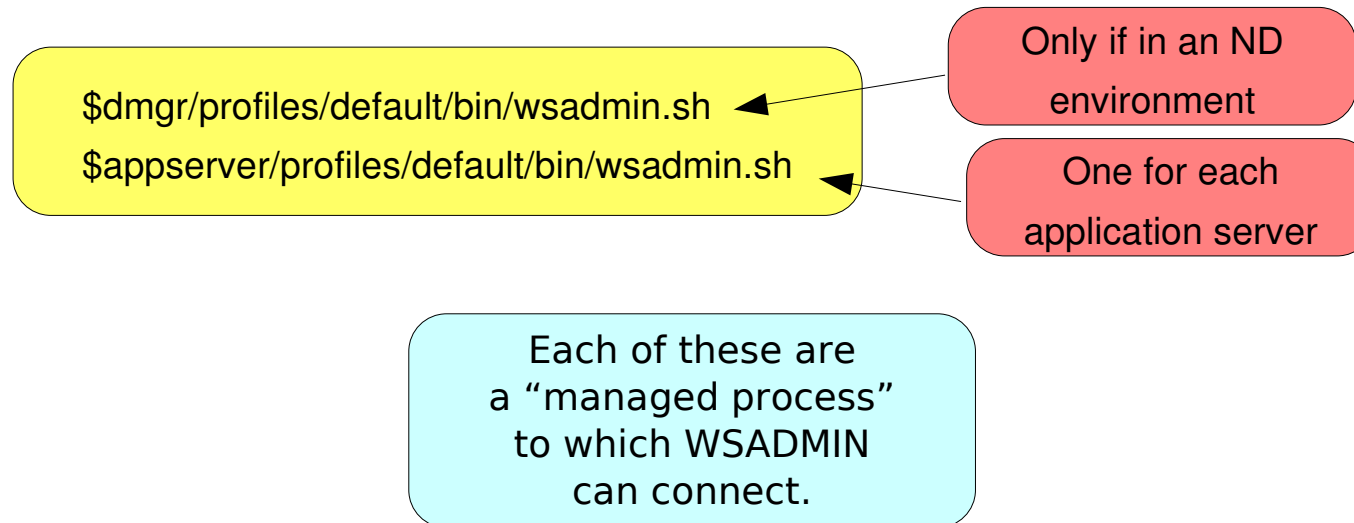 $dmgr/profiles/default/bin/wsadmin.sh
$appserver/profiles/default/bin/wsadmin.sh
Only if in an ND
environment
One for each
application server
Each of these are
a “managed process”
to which WSADMIN
can connect.